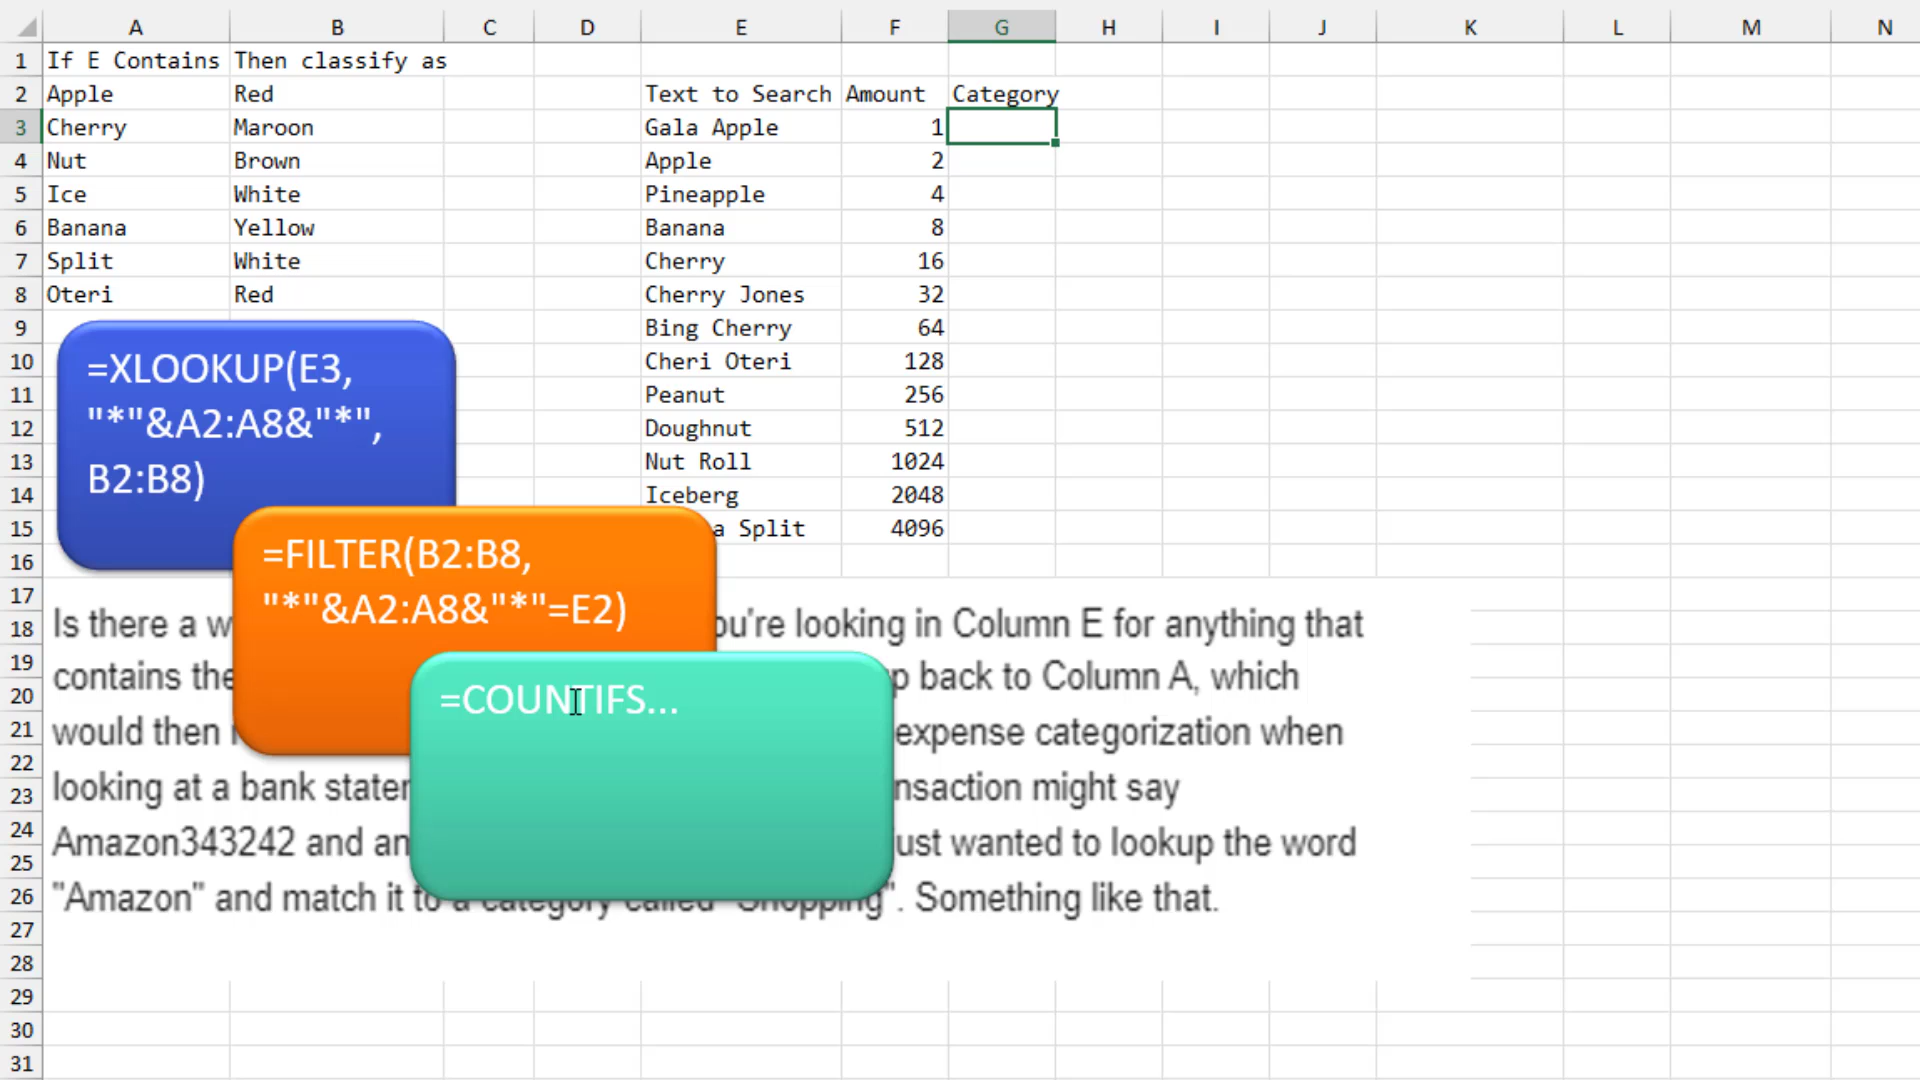 A B C D E F G H I J K L M N
1 If E Contains Then classify as
2 Apple Red Text to Search Amount Category
3 Cherry Maroon Gala Apple 1
4 Nut Brown Apple 2
5 Ice White Pineapple 4
6 Banana Yellow Banana 8
7 Split White Cherry 16
8 Oteri Red Cherry Jones 32
9 Bing Cherry 64
10 Cheri Oteri 128
11 Peanut 256
12 Doughnut 512
13 Nut Roll 1024
14 Iceberg 2048
15 a Split 4096
16
17
18
19
20
21
22
23
24
25
26
27
28
29
30
31
=XLOOKUP(E3,
"*"&A2:A8&"*",
B2:B8)
=FILTER(B2:B8,
"*"&A2:A8&"*"=E2)
=COUNTIFS...
Is there a ou're looking in Column E for anything that
contains the p back to Column A, which
would then expense categorization when
looking at a bank nsaction might say
Amazon343242 and ust wanted to lookup the word
"Amazon" and match it to a category called "Shopping". Something like that.